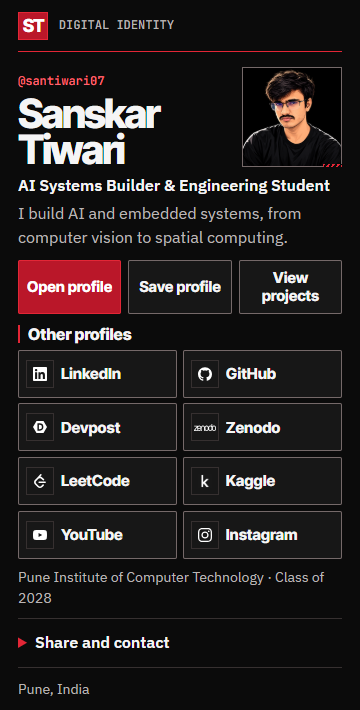 ST DIGITAL IDENTITY
@santiwari07
Sanskar
Tiwari
AI Systems Builder & Engineering Student
I build AI and embedded systems, from
computer vision to spatial computing.
Open profile Save profile View
projects
Other profiles
in LinkedIn GitHub
D Devpost zenodo Zenodo
LeetCode k Kaggle
YouTube Instagram
Pune Institute of Computer Technology · Class of
2028
Share and contact
Pune, India